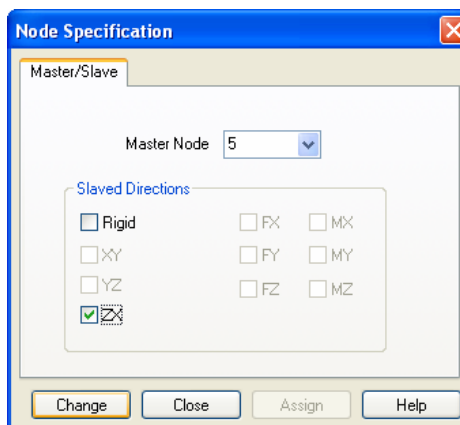 Node Specification
Master/Slave
Master Node 5
Slaved Directions
Rigid FX MX
XY FY MY
YZ FZ MZ
ZX
Change Close Assign Help